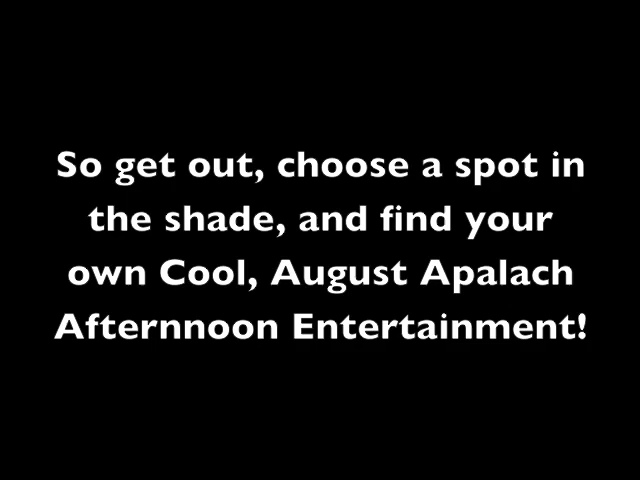 So get out, choose a spot in
the shade, and find your
own Cool, August Apalach
Afternnoon Entertainment!